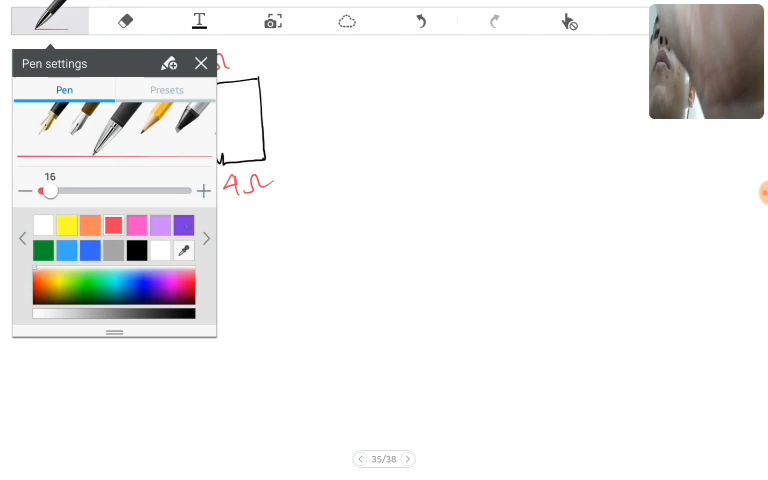 T
Pen settings
Ω
Pen
Presets
16
4Ω
35/38